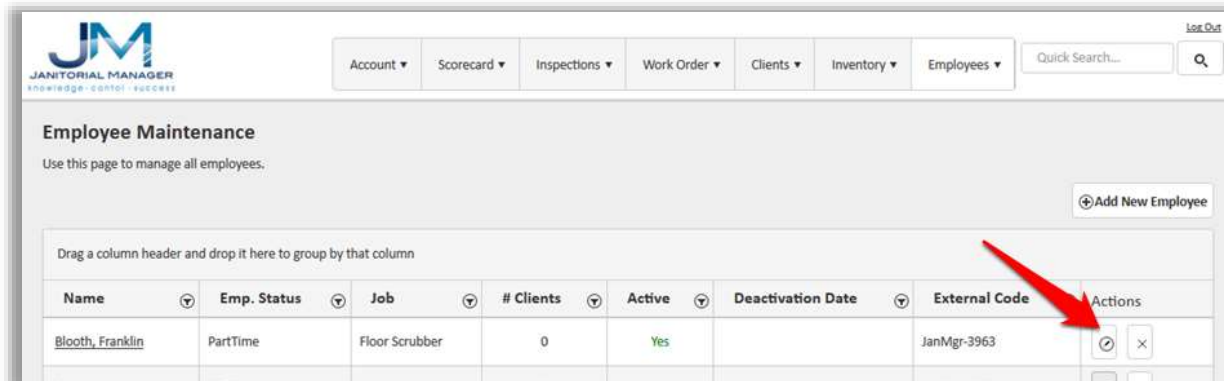 Log Out
JM
JANITORIAL MANAGER
knowledge-contol-success
Account ▾ Scorecard ▾ Inspections ▾ Work Order ▾ Clients ▾ Inventory ▾ Employees ▾ Quick Search...
Employee Maintenance
Use this page to manage all employees.
Add New Employee
Drag a column header and drop it here to group by that column
Name Emp. Status Job # Clients Active Deactivation Date External Code Actions
Blooth, Franklin PartTime Floor Scrubber 0 Yes JanMgr-3963